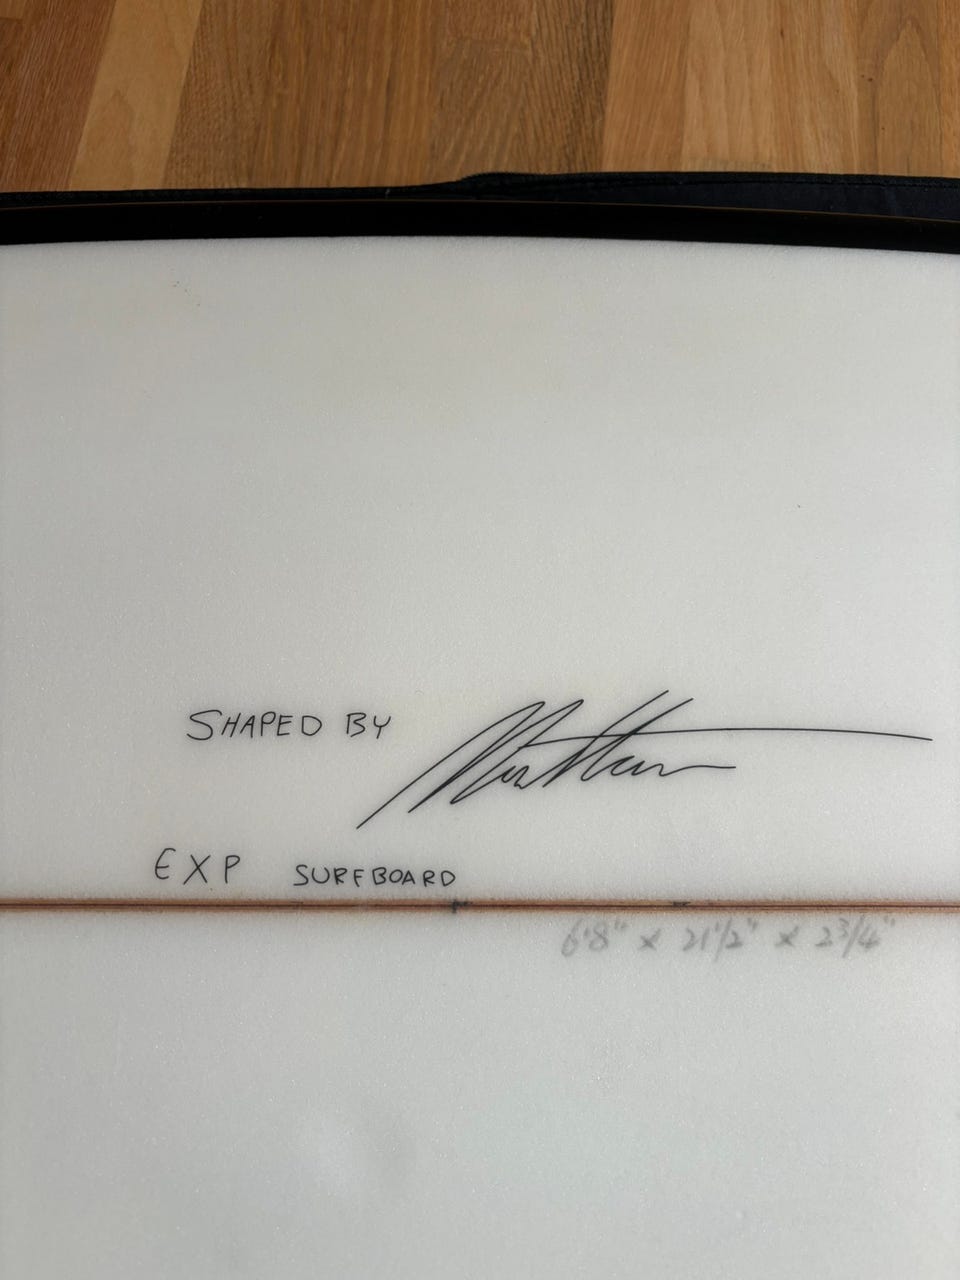 SHAPED BY
EXP SURFBOARD
6'8" x 21 1/2" x 2 3/4"